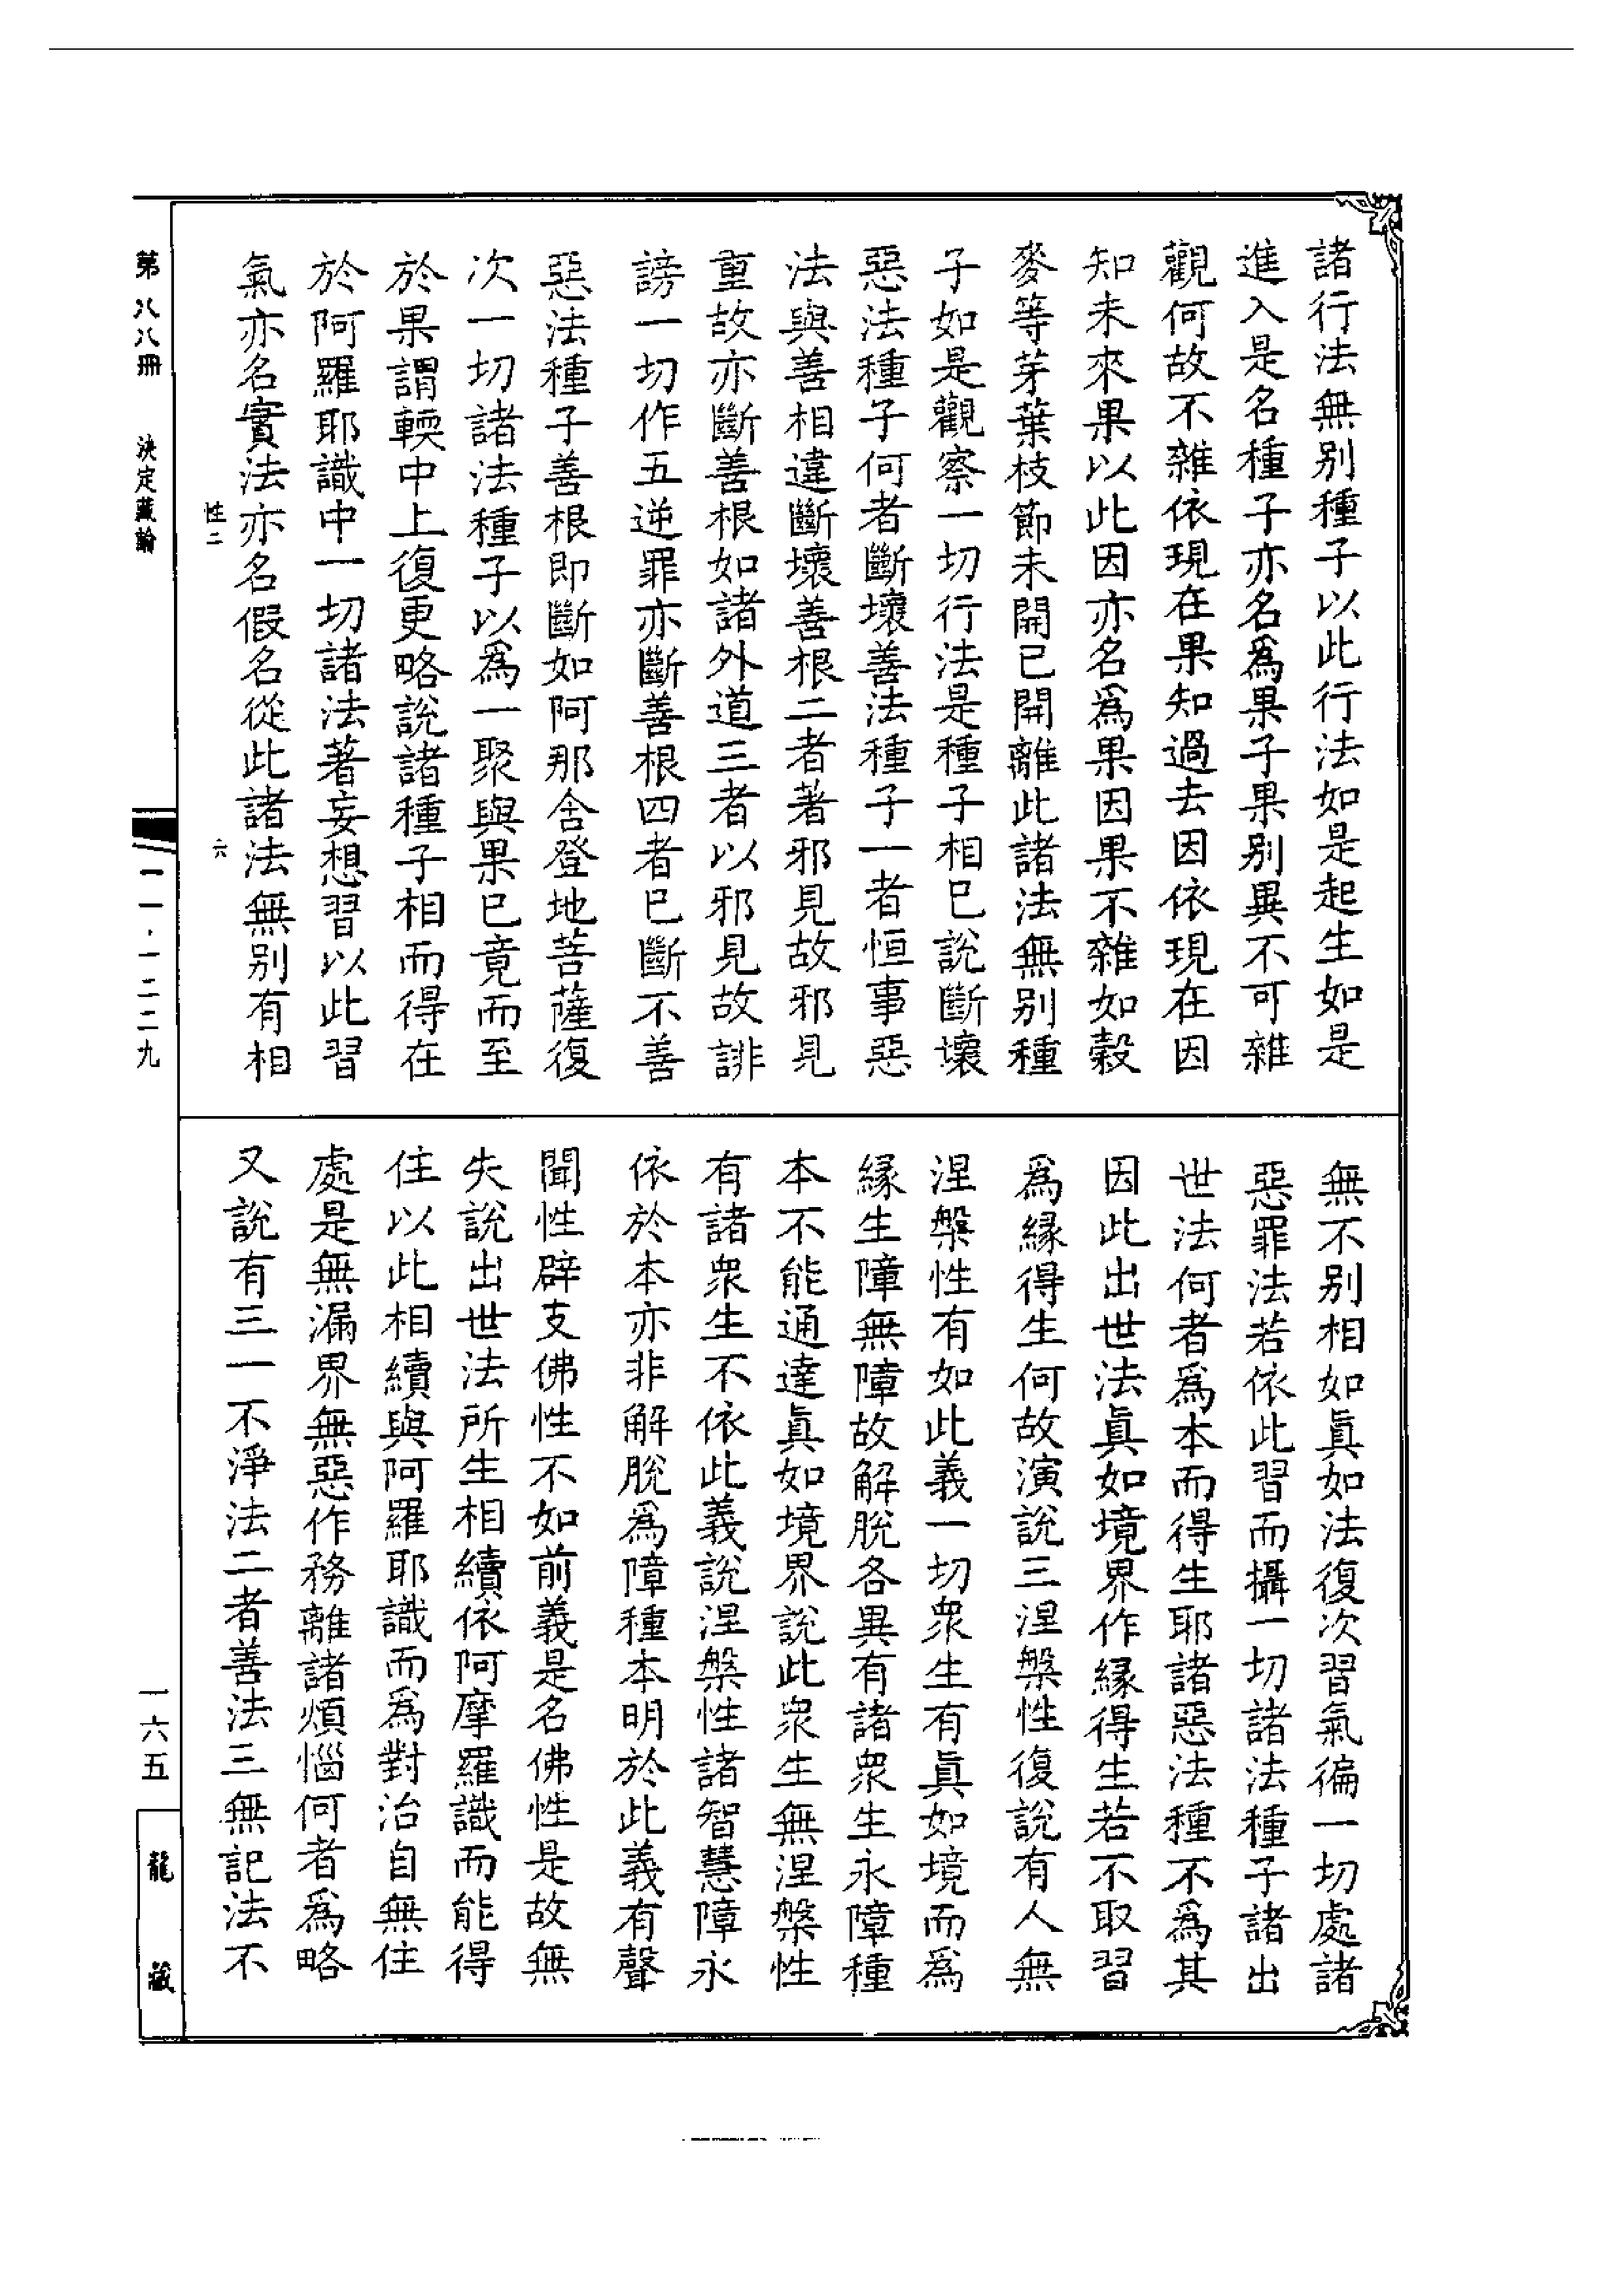 諸行法無别種子以此行法如是起生如是
進入是名種子亦名爲果子果别異不可雜
觀何故不雜依現在果知過去因依現在因
知未來果以此因亦名爲果因果不雜如穀
麥等芽葉枝節未開已開離此諸法無别種
子如是觀察一切行法是種子相已說斷壞
惡法種子何者斷壞善法種子一者恒事惡
法與善相違斷壞善根二者著邪見故邪見
重故亦斷善根如諸外道三者以邪見故誹
謗一切作五逆罪亦斷善根四者已斷不善
惡法種子善根即斷如阿那含登地菩薩復
次一切諸法種子以爲一聚與果已竟而至
於果謂輭中上復更略說諸種子相而得在
於阿羅耶識中一切諸法著妄想習以此習
氣亦名實法亦名假名從此諸法無别有相
無不别相如眞如法復次習氣徧一切處諸
惡罪法若依此習而攝一切諸法種子諸出
世法何者爲本而得生耶諸惡法種不爲其
因此出世法眞如境界作緣得生若不取習
爲緣得生何故演說三涅槃性復說有人無
涅槃性有如此義一切衆生有眞如境而爲
緣生障無障故解脫各異有諸衆生永障種
本不能通達眞如境界說此衆生無涅槃性
有諸衆生不依此義說涅槃性諸智慧障永
依於本亦非解脫爲障種本明於此義有聲
聞性辟支佛性不如前義是名佛性是故無
失說出世法所生相續依阿摩羅識而能得
住以此相續與阿羅耶識而爲對治自無住
處是無漏界無惡作務離諸煩惱何者爲略
又說有三一不淨法二者善法三無記法不
性二
六
第八八冊
決定藏論
二一·一二二九
一六五
龍藏